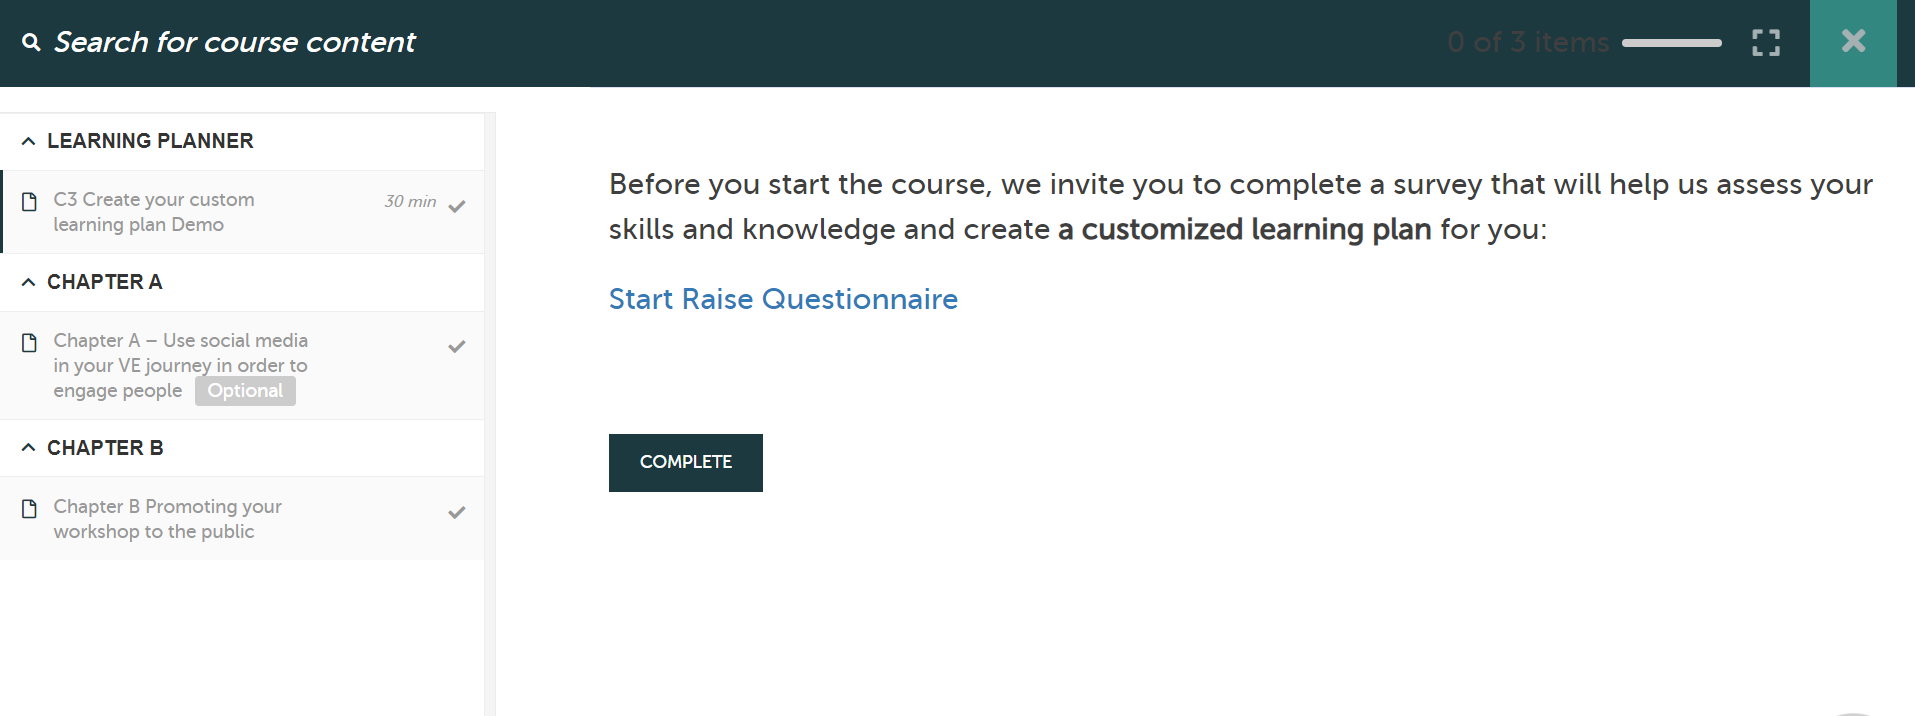 Search for course content
0 of 3 items
LEARNING PLANNER
C3 Create your custom
learning plan Demo
30 min
CHAPTER A
Chapter A – Use social media
in your VE journey in order to
engage people Optional
CHAPTER B
Chapter B Promoting your
workshop to the public
Before you start the course, we invite you to complete a survey that will help us assess your
skills and knowledge and create a customized learning plan for you:
Start Raise Questionnaire
COMPLETE